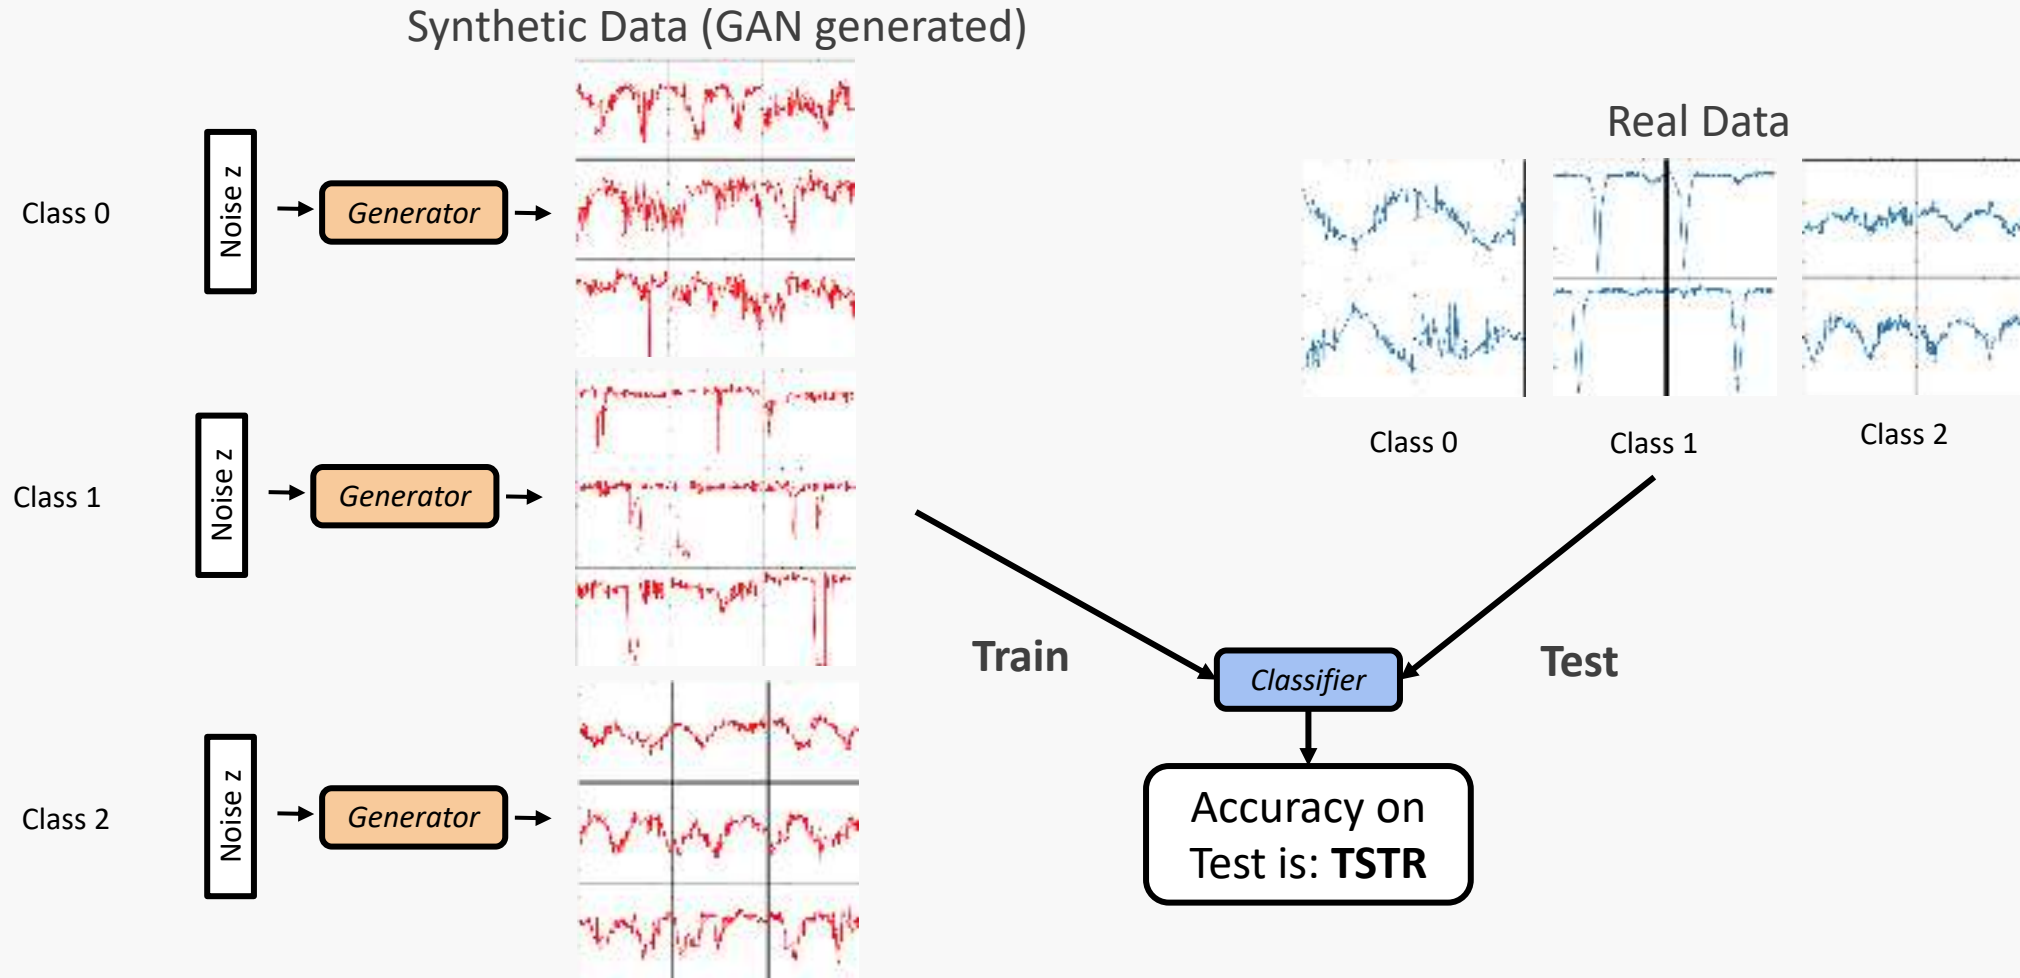 Synthetic Data (GAN generated)
Class 0
Noise z
Generator
Class 1
Noise z
Generator
Class 2
Noise z
Generator
Real Data
Class 0
Class 1
Class 2
Train
Test
Classifier
Accuracy on
Test is: TSTR